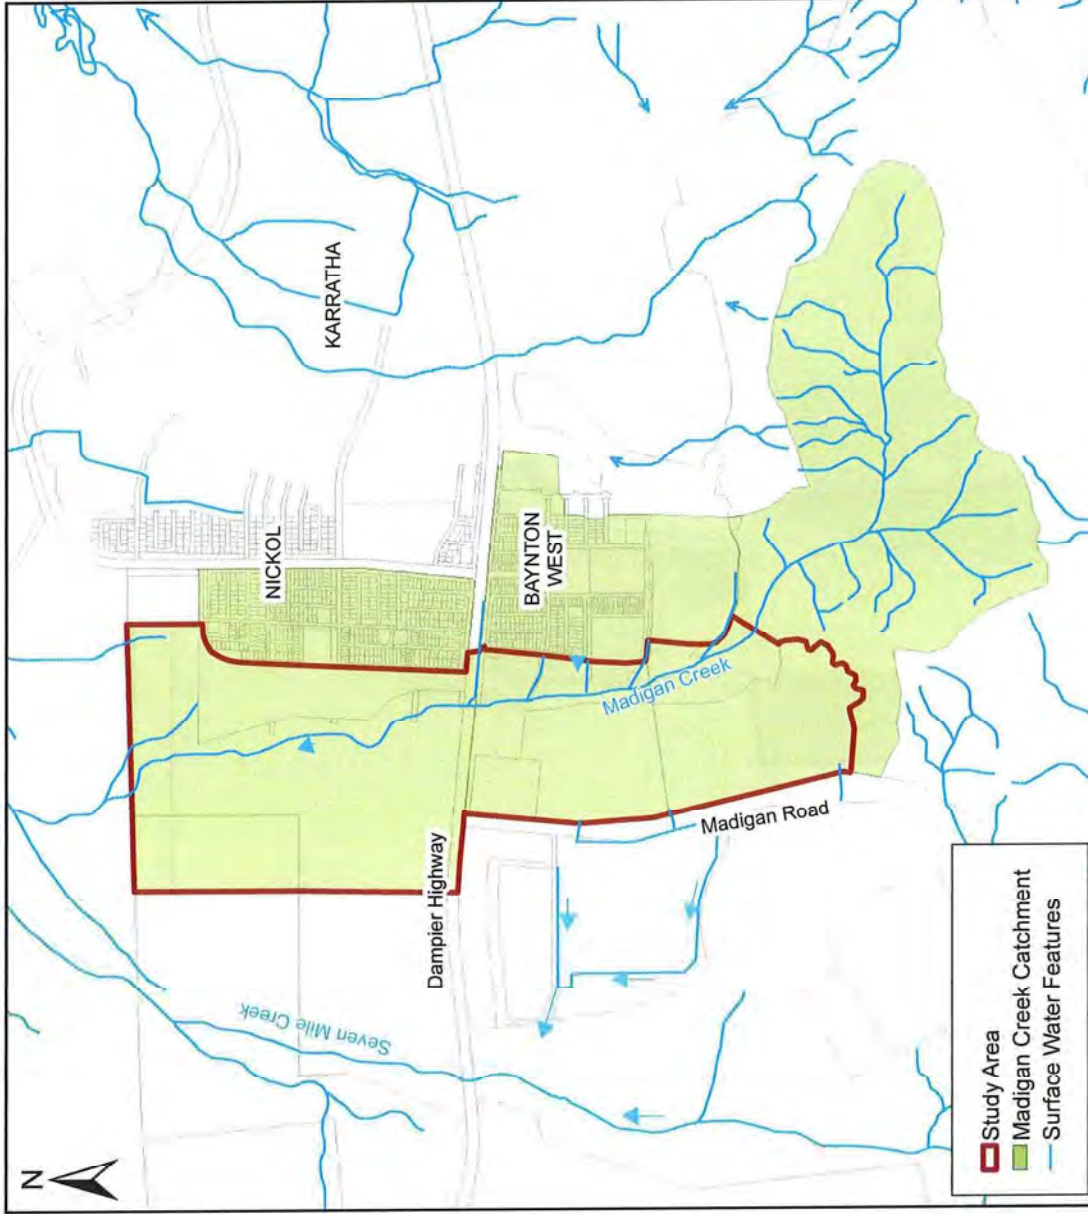 N
KARRATHA
NICKOL
BAYNTON
WEST
Madigan Creek
Madigan Road
Dampier Highway
Seven Mile Creek
Study Area
Madigan Creek Catchment
Surface Water Features